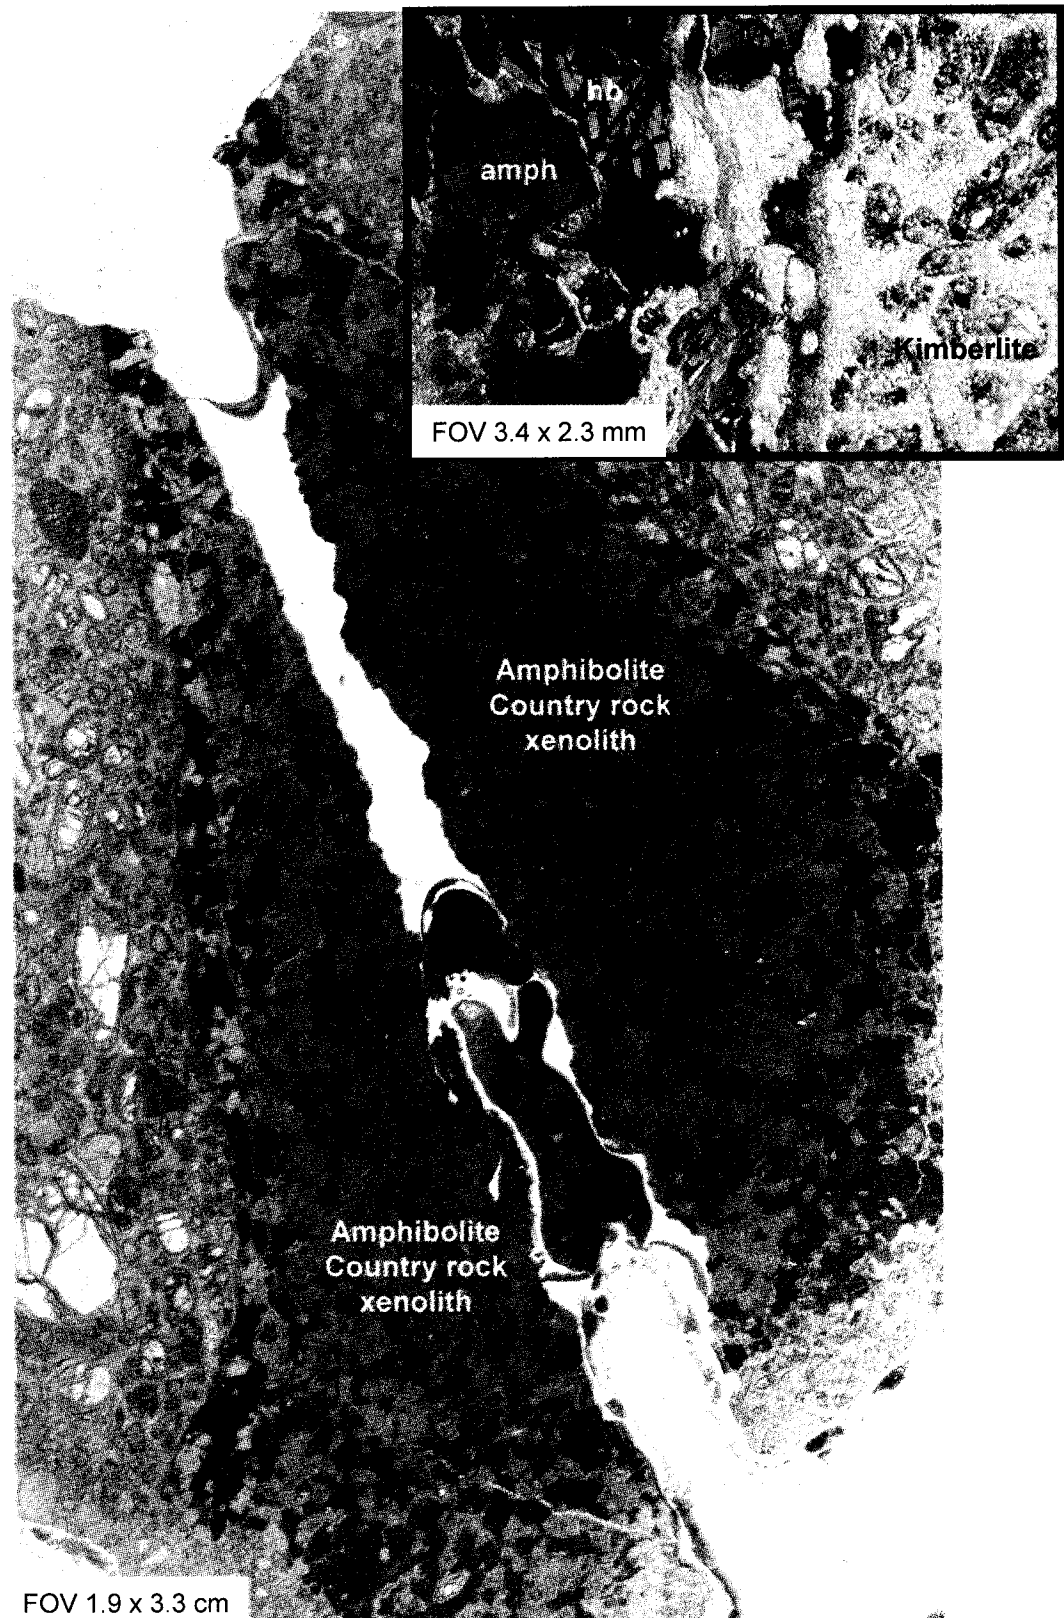 hb
amph
Kimberlite
FOV 3.4 x 2.3 mm
Amphibolite
Country rock
xenolith
Amphibolite
Country rock
xenolith
FOV 1.9 x 3.3 cm